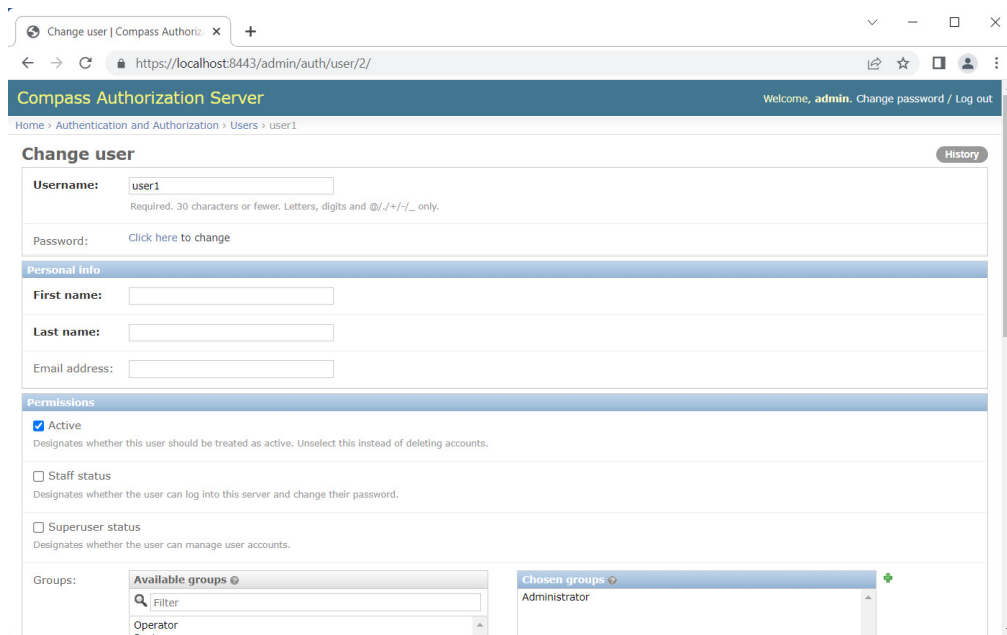 Change user | Compass Authoriz
https://localhost:8443/admin/auth/user/2/
Compass Authorization Server
Welcome, admin. Change password / Log out
Home › Authentication and Authorization › Users › user1
Change user
History
Username:
user1
Required. 30 characters or fewer. Letters, digits and @/./+/-/_ only.
Password:
Click here to change
Personal info
First name:
Last name:
Email address:
Permissions
Active
Designates whether this user should be treated as active. Unselect this instead of deleting accounts.
Staff status
Designates whether the user can log into this server and change their password.
Superuser status
Designates whether the user can manage user accounts.
Groups:
Available groups
Filter
Operator
Chosen groups
Administrator